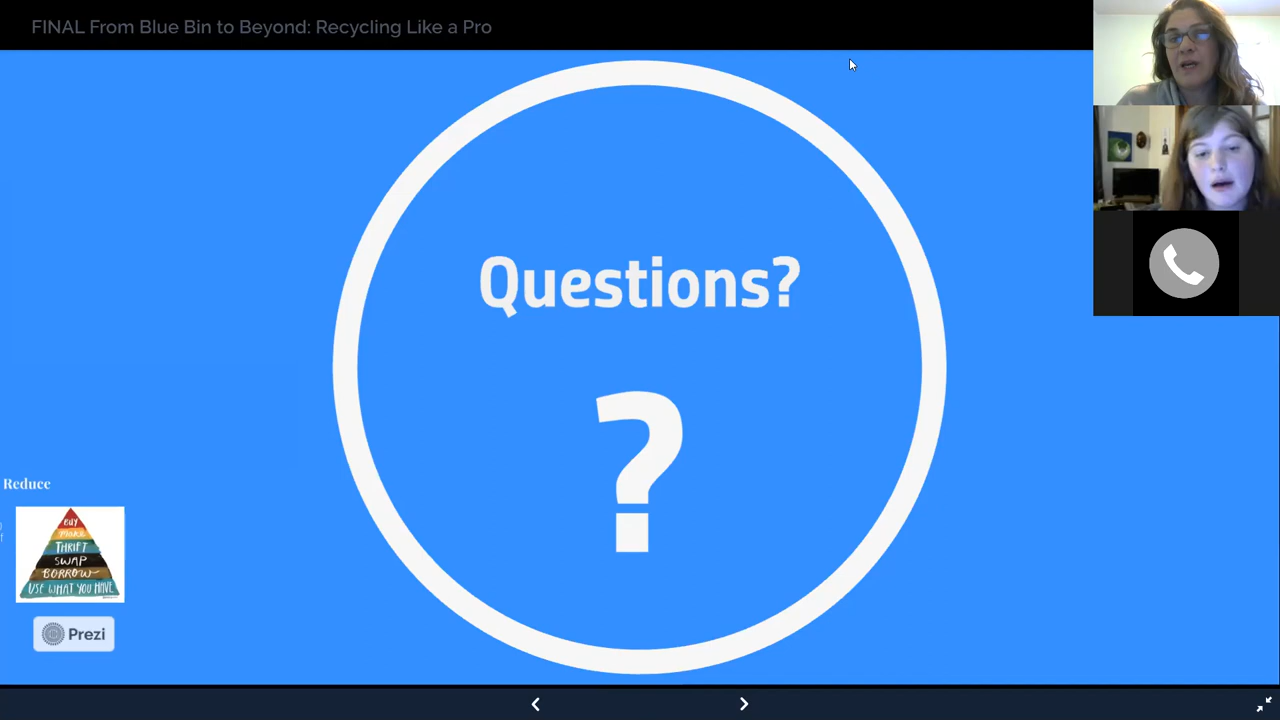 FINAL From Blue Bin to Beyond: Recycling Like a Pro
Questions?
?
Reduce
BUY
MAKE
THRIFT
SWAP
BORROW
USE WHAT YOU HAVE
Prezi